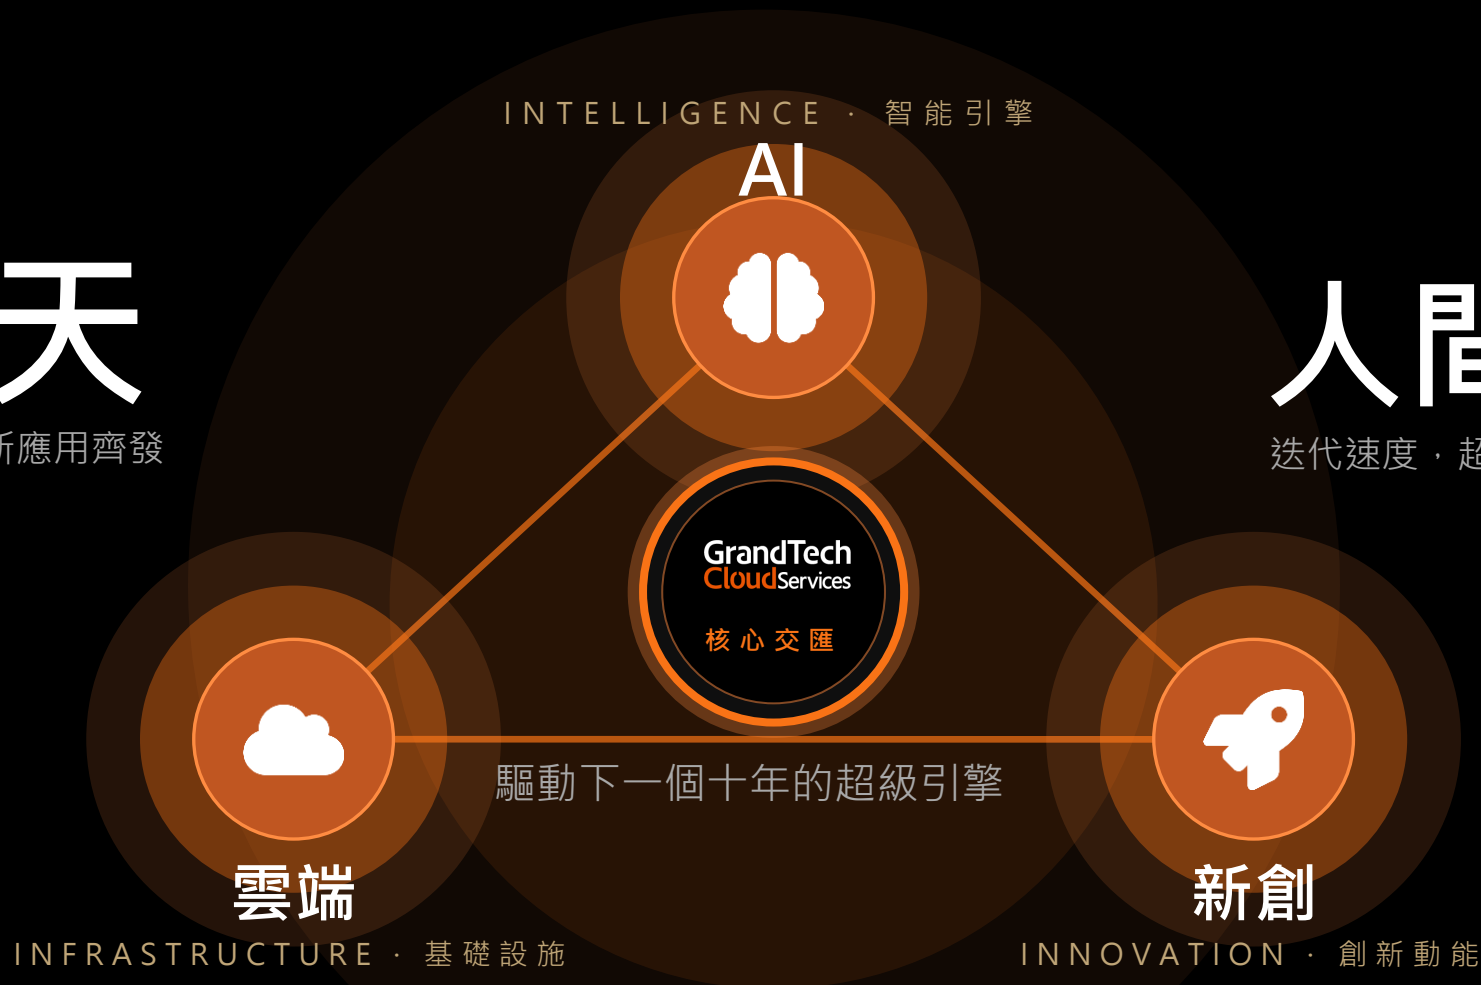 INTELLIGENCE · 智能引擎
AI
天
人間
新應用齊發
迭代速度，超
GrandTech
CloudServices
核心交匯
驅動下一個十年的超級引擎
雲端
新創
INFRASTRUCTURE · 基礎設施
INNOVATION · 創新動能